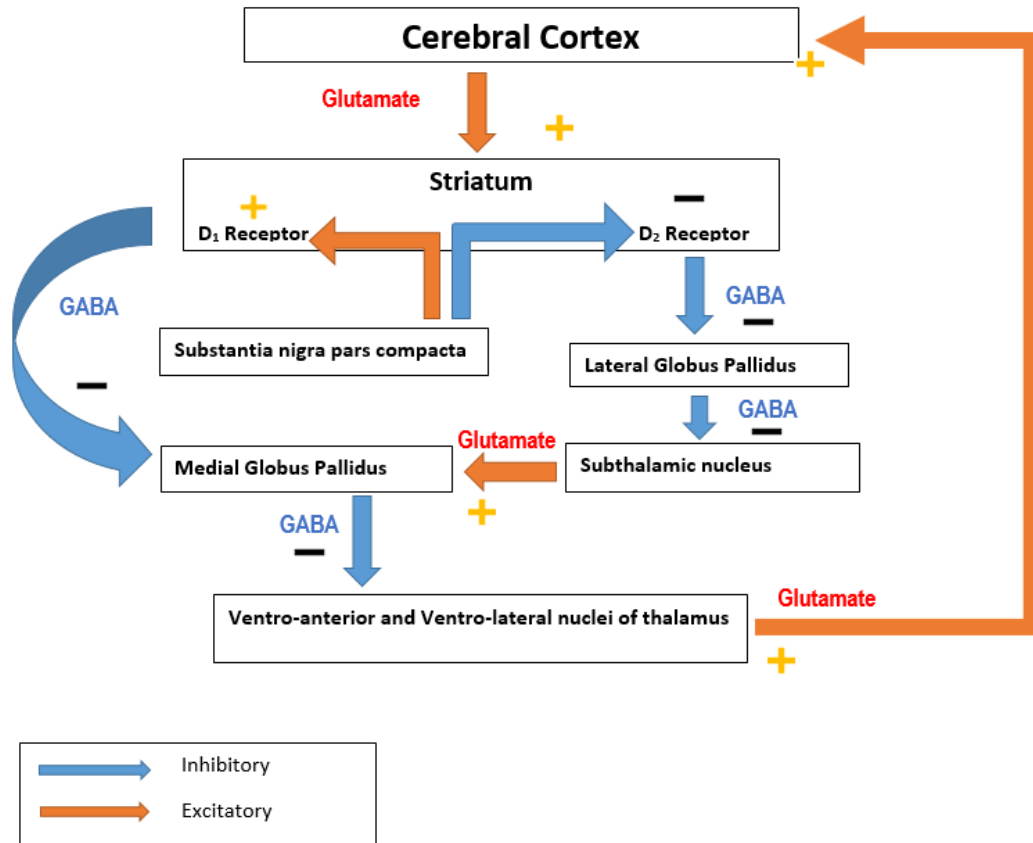 Cerebral Cortex
+
Glutamate
+
Striatum
+
−
D₁ Receptor
D₂ Receptor
GABA
GABA
−
Substantia nigra pars compacta
Lateral Globus Pallidus
−
GABA
−
Glutamate
Medial Globus Pallidus
Subthalamic nucleus
+
GABA
−
Ventro-anterior and Ventro-lateral nuclei of thalamus
Glutamate
+
Inhibitory
Excitatory